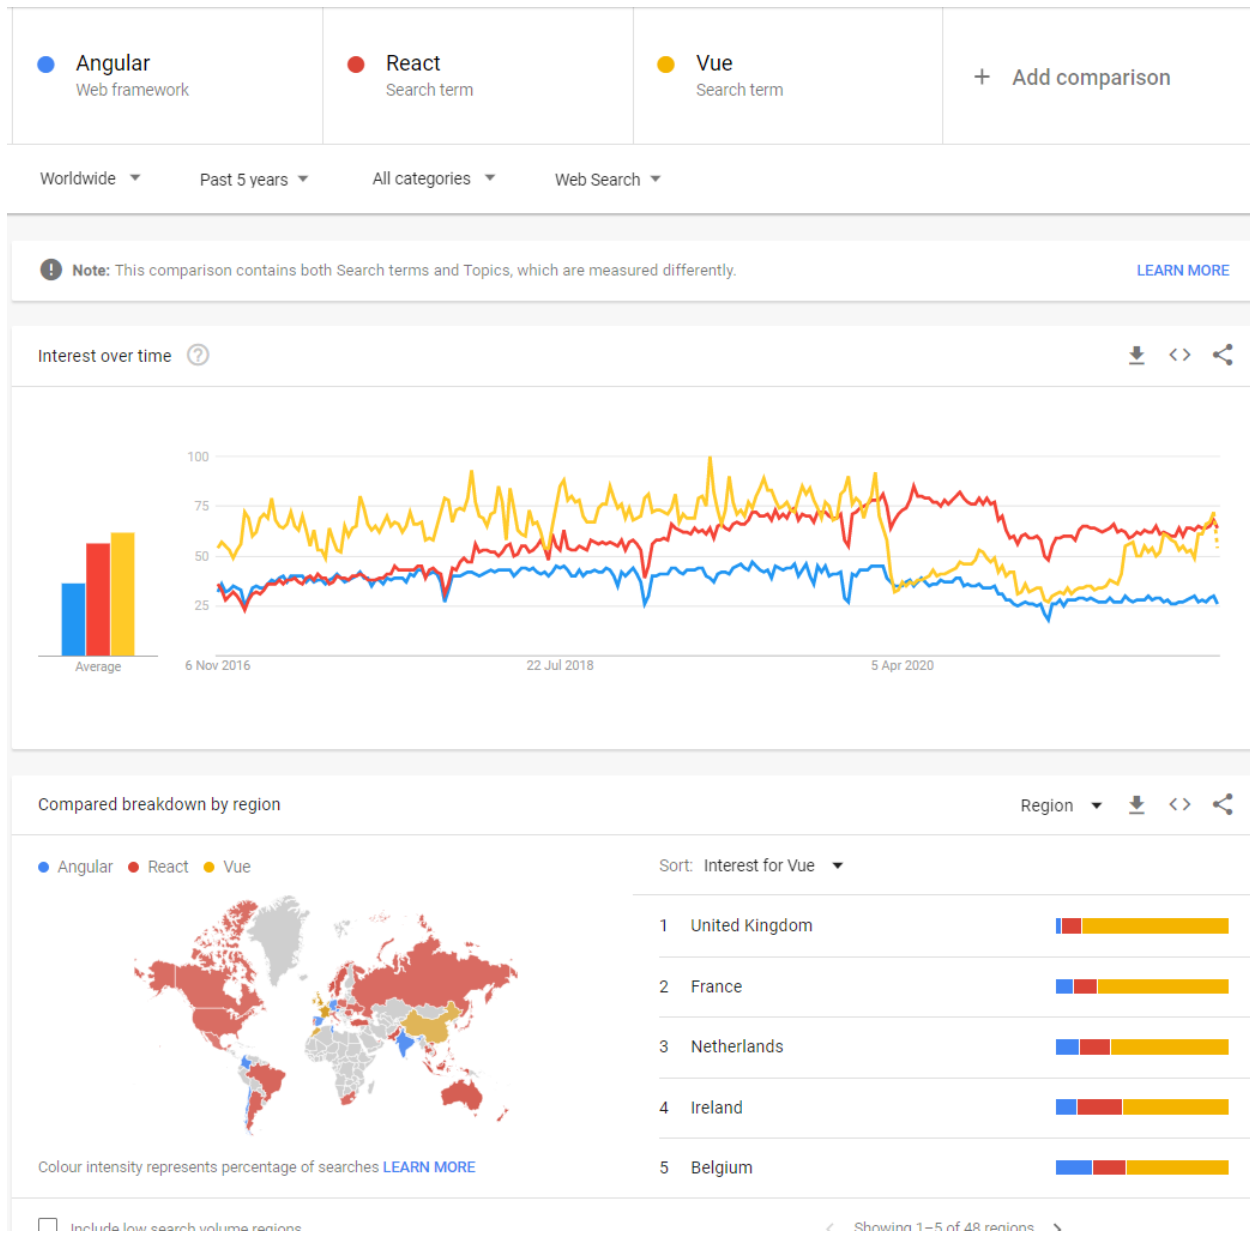 Angular
Web framework
React
Search term
Vue
Search term
+ Add comparison
Worldwide
Past 5 years
All categories
Web Search
Note: This comparison contains both Search terms and Topics, which are measured differently.
LEARN MORE
Interest over time
100
75
50
25
Average
6 Nov 2016
22 Jul 2018
5 Apr 2020
Compared breakdown by region
Region
Angular
React
Vue
Sort: Interest for Vue
1 United Kingdom
2 France
3 Netherlands
4 Ireland
5 Belgium
Colour intensity represents percentage of searches LEARN MORE
Include low search volume regions
Showing 1–5 of 48 regions